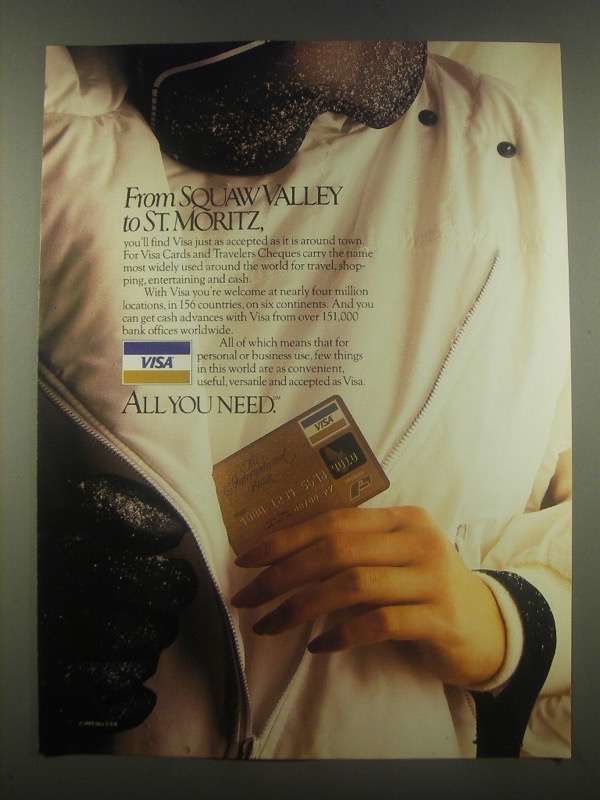 From SQUAW VALLEY
to ST. MORITZ,
you'll find Visa just as accepted as it is around town.
For Visa Cards and Travelers Cheques carry the name
most widely used around the world for travel, shop-
ping, entertaining and cash.
With Visa you're welcome at nearly four million
locations, in 156 countries, on six continents. And you
can get cash advances with Visa from over 151,000
bank offices worldwide.
All of which means that for
personal or business use, few things
in this world are as convenient,
useful, versatile and accepted as Visa.
VISA
ALL YOU NEED.℠
VISA
The
International
Bank